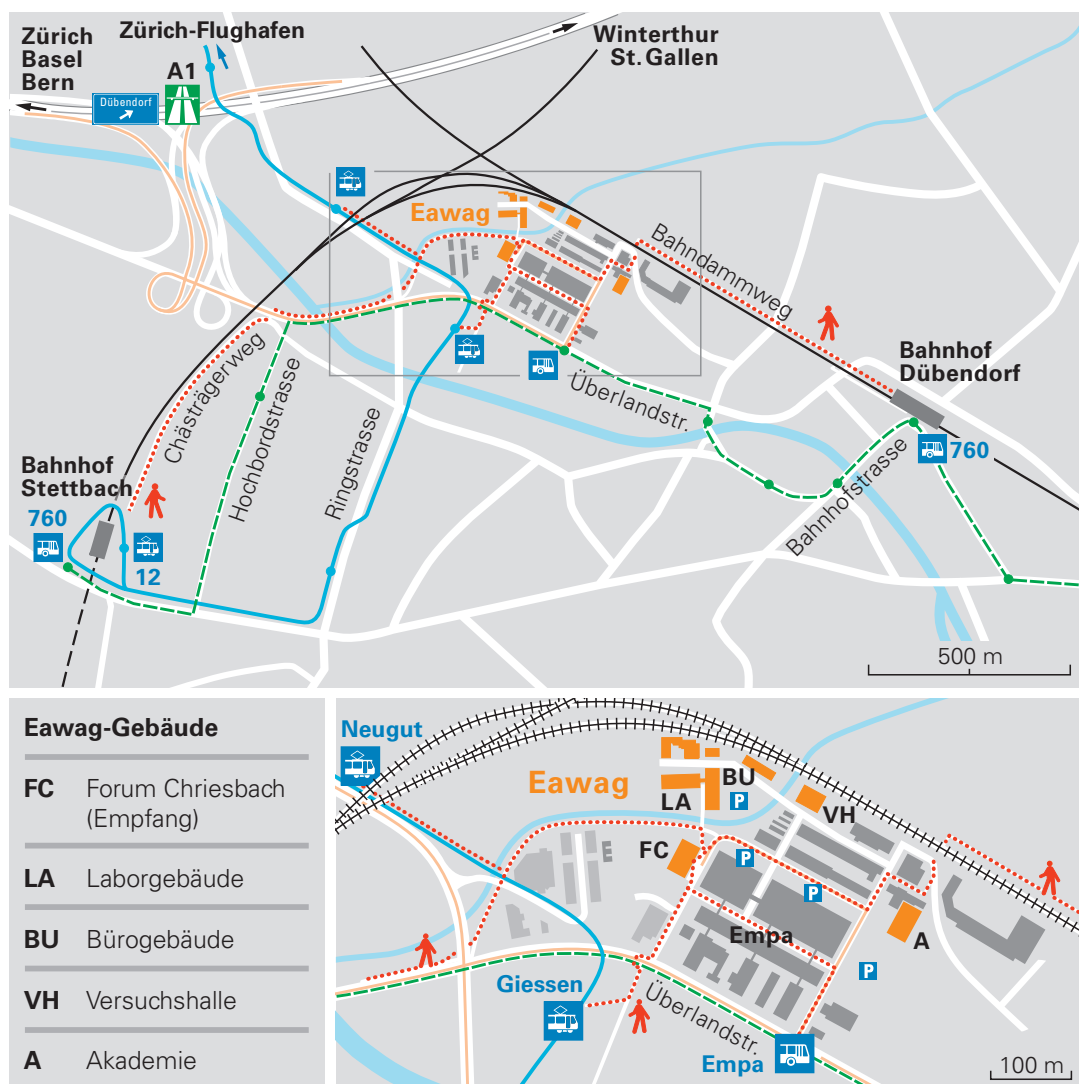 Zürich
Basel
Bern
Zürich-Flughafen
A1
Dübendorf
Winterthur
St. Gallen
Eawag
Bahndammweg
Bahnhof
Dübendorf
760
Überlandstr.
Bahnhofstrasse
Chästrägerweg
Hochbordstrasse
Ringstrasse
Bahnhof
Stettbach
760
12
500 m
Eawag-Gebäude
FC Forum Chriesbach
(Empfang)
LA Laborgebäude
BU Bürogebäude
VH Versuchshalle
A Akademie
Neugut
Eawag
LA
BU
P
VH
FC
P
P
Empa
A
P
Giessen
Überlandstr.
Empa
100 m